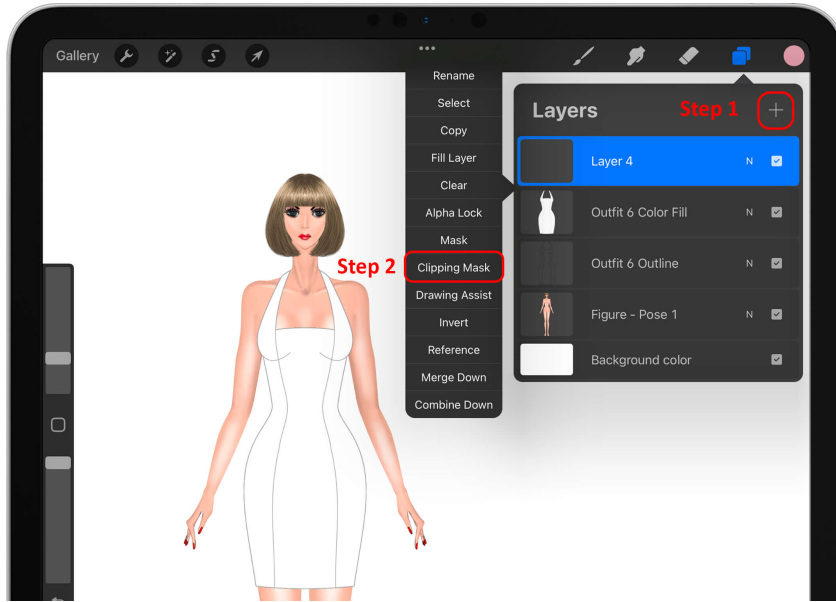 Gallery
Rename
Select
Copy
Fill Layer
Clear
Alpha Lock
Mask
Step 2
Clipping Mask
Drawing Assist
Invert
Reference
Merge Down
Combine Down
Layers
Step 1
Layer 4 N
Outfit 6 Color Fill N
Outfit 6 Outline N
Figure - Pose 1 N
Background color